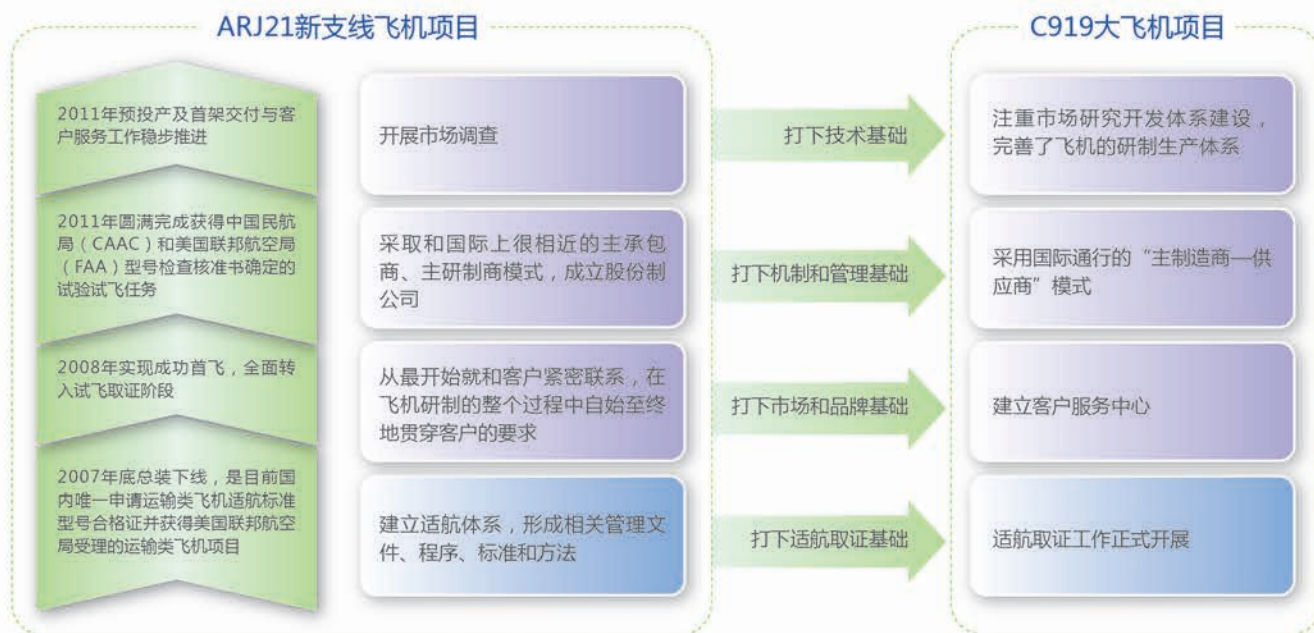 ARJ21新支线飞机项目
2011年预投产及首架交付与客
户服务工作稳步推进
2011年圆满完成获得中国民航
局（CAAC）和美国联邦航空局
（FAA）型号检查核准书确定的
试验试飞任务
2008年实现成功首飞，全面转
入试飞取证阶段
2007年底总装下线，是目前国
内唯一申请运输类飞机适航标准
型号合格证并获得美国联邦航空
局受理的运输类飞机项目
开展市场调查
采取和国际上很相近的主承包
商、主研制商模式，成立股份制
公司
从最开始就和客户紧密联系，在
飞机研制的整个过程中自始至终
地贯穿客户的要求
建立适航体系，形成相关管理文
件、程序、标准和方法
打下技术基础
打下机制和管理基础
打下市场和品牌基础
打下适航取证基础
C919大飞机项目
注重市场研究开发体系建设，
完善了飞机的研制生产体系
采用国际通行的“主制造商—供
应商”模式
建立客户服务中心
适航取证工作正式开展